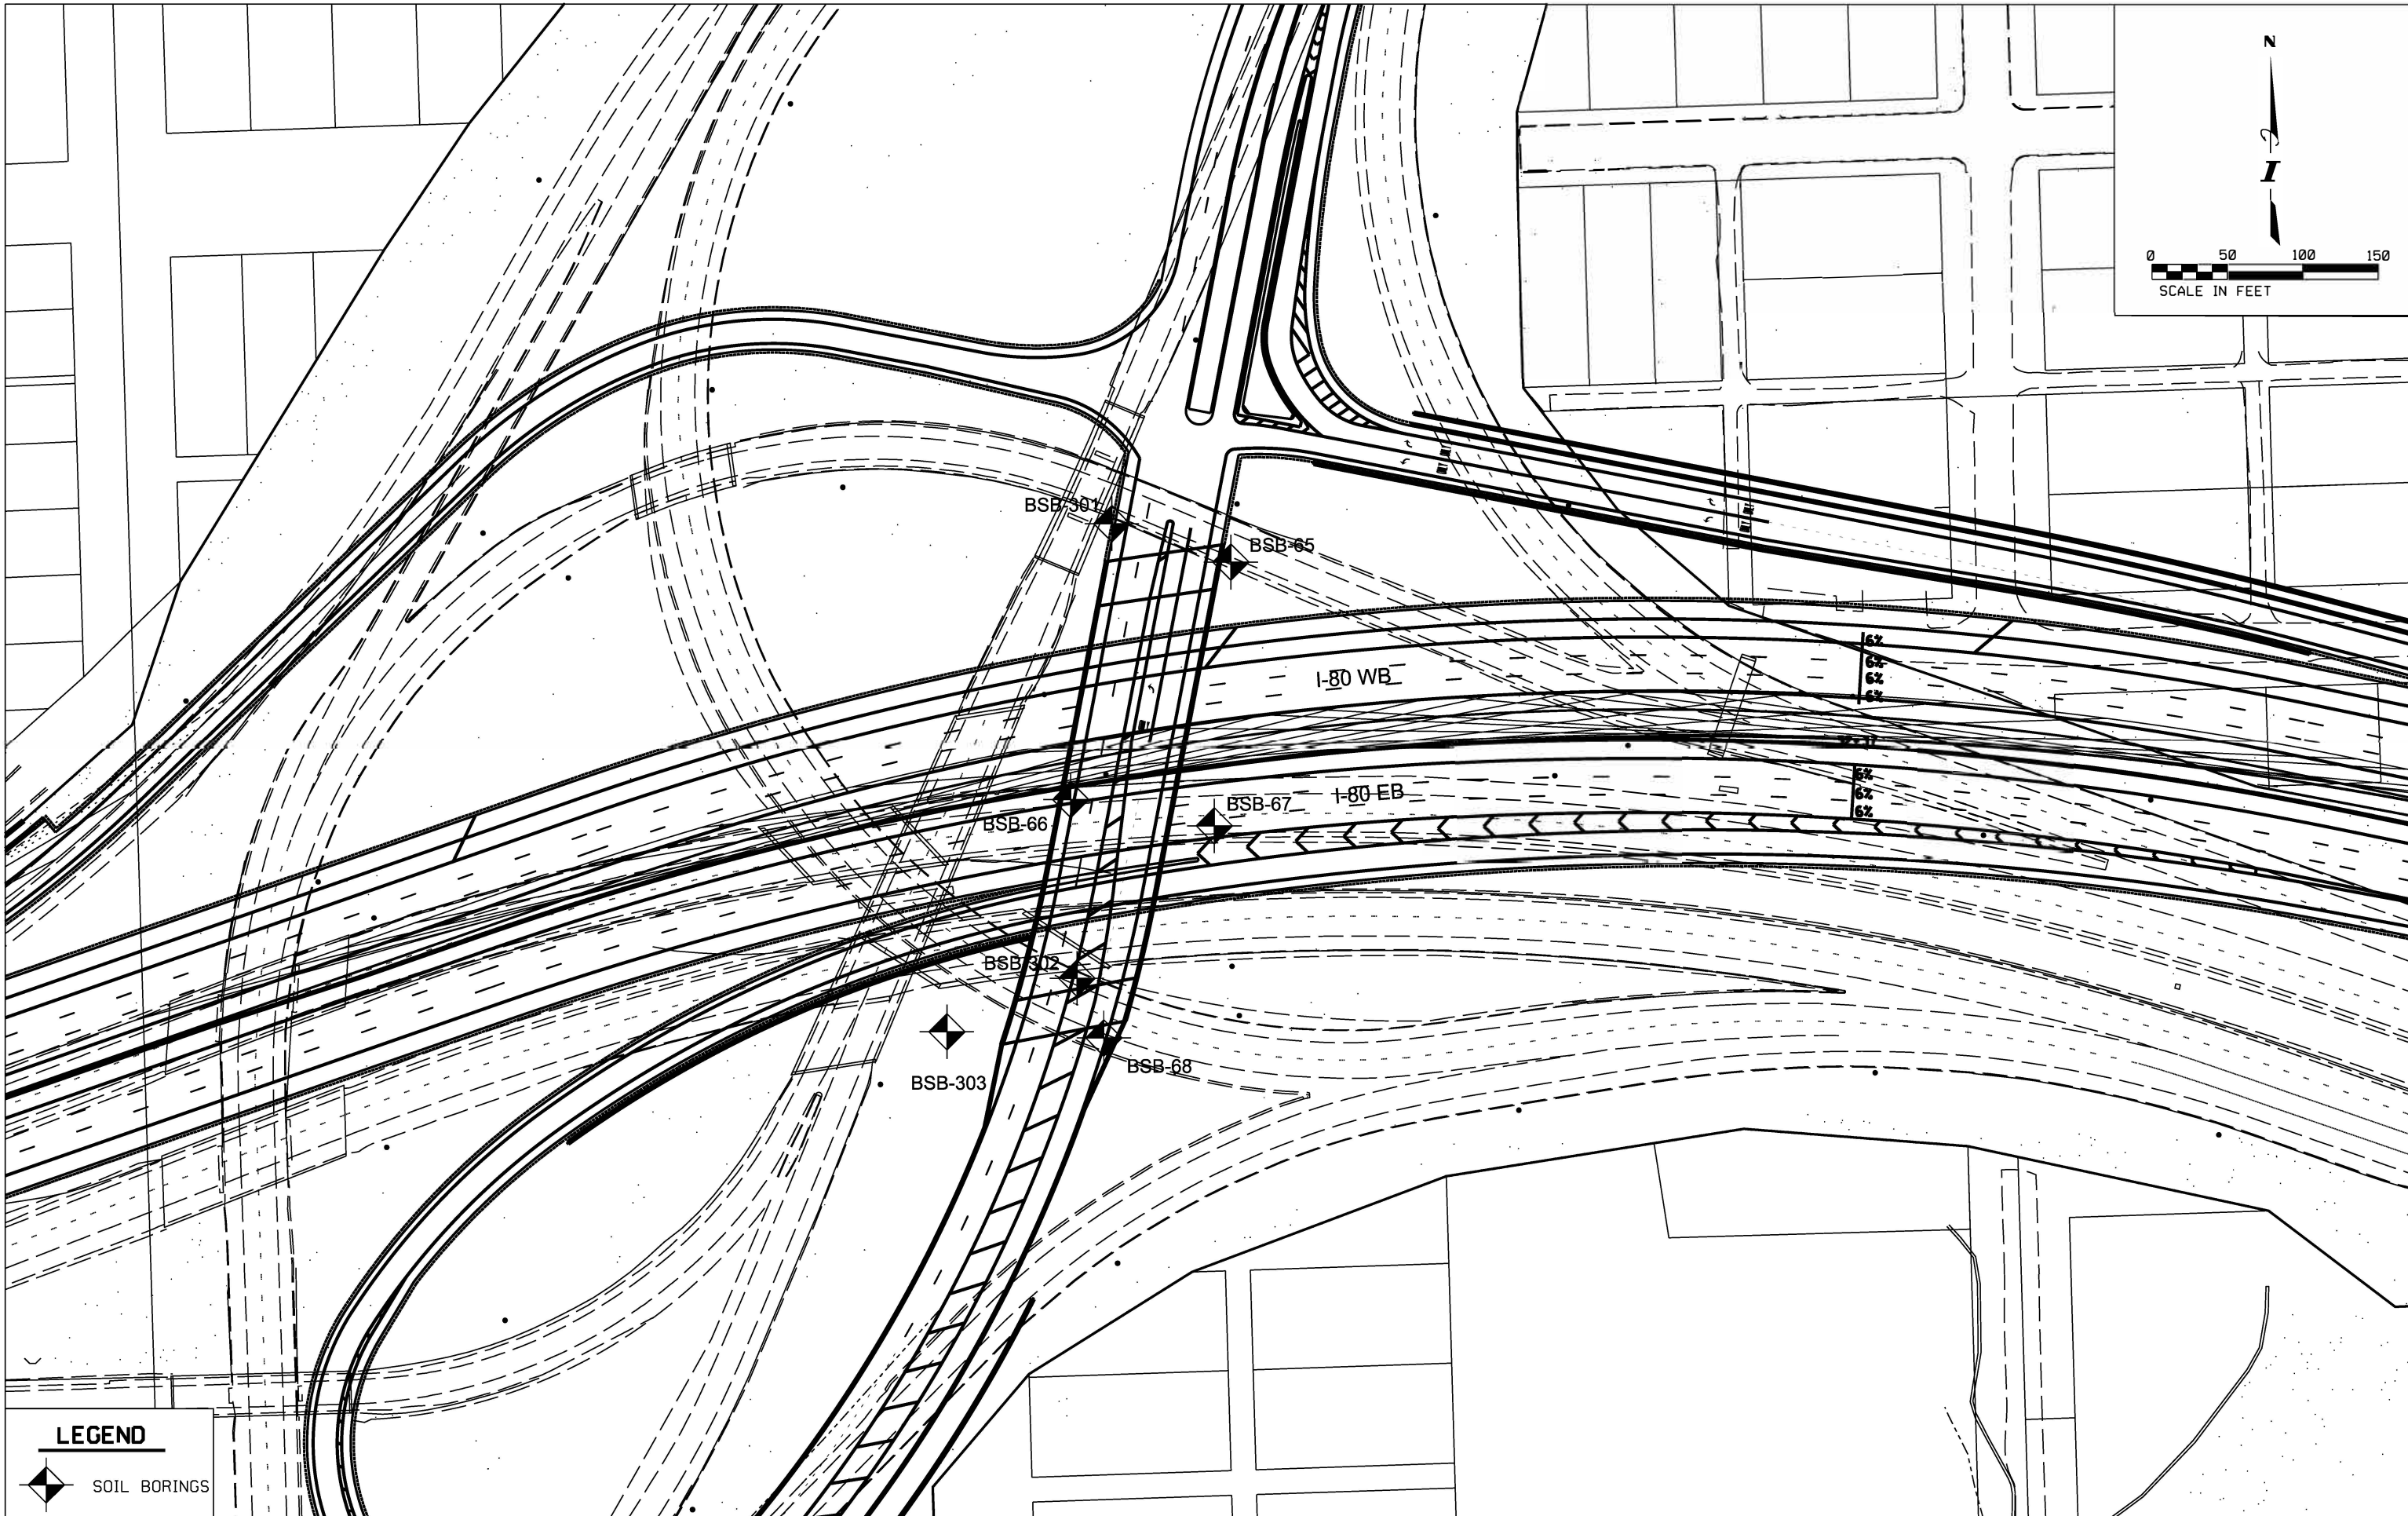 N
I
0 50 100 150
SCALE IN FEET
BSB-301
BSB-65
6%
6%
6%
6%
I-80 WB
I-80 EB
6%
6%
6%
BSB-67
BSB-66
BSB-302
BSB-68
BSB-303
LEGEND
SOIL BORINGS